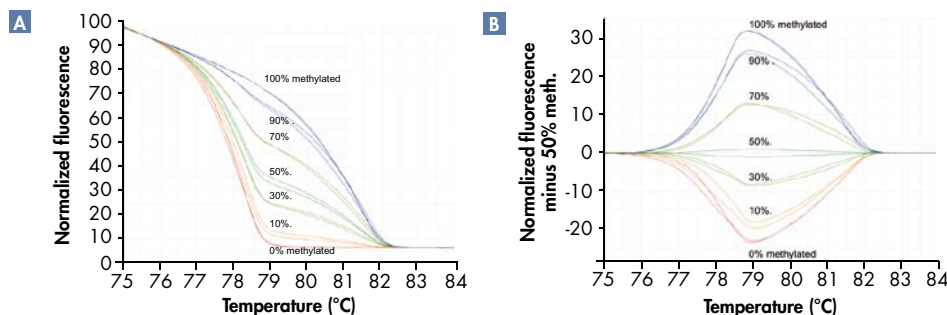 A
Normalized fluorescence
100
90
80
70
60
50
40
30
20
10
0
100% methylated
90% .
70%
50%.
30%.
10%.
0% methylated
75 76 77 78 79 80 81 82 83 84
Temperature (°C)
B
Normalized fluorescence
minus 50% meth.
30
20
10
0
-10
-20
100% methylated
90% .
70%
50%.
30%.
10%.
0% methylated
75 76 77 78 79 80 81 82 83 84
Temperature (°C)